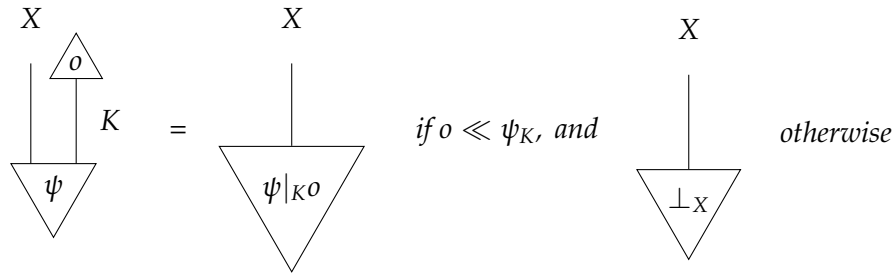 X o K ψ = X ψ|_K o if o ≪ ψ_K, and X ⊥_X otherwise